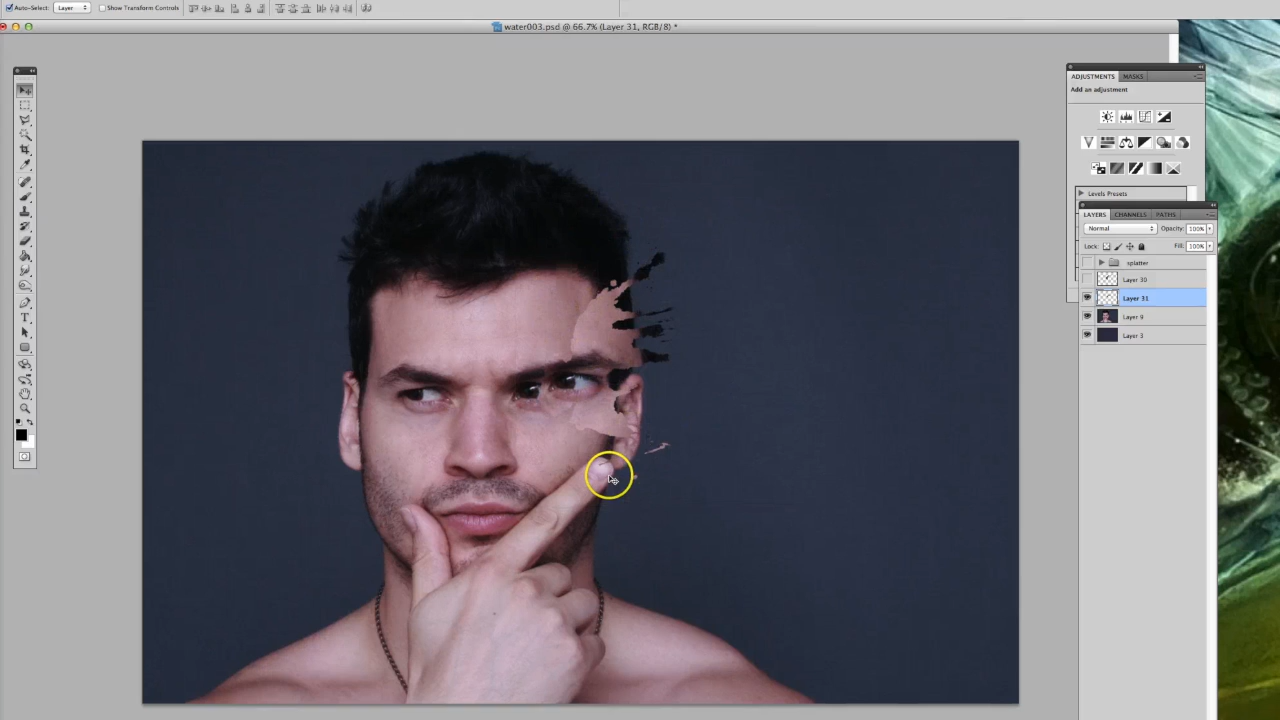 Auto-Select: Layer Show Transform Controls
water003.psd @ 66.7% (Layer 31, RGB/8) *
ADJUSTMENTS MASKS
Add an adjustment
Levels Presets
LAYERS CHANNELS PATHS
Normal Opacity: 100%
Lock: Fill: 100%
splatter
Layer 30
Layer 31
Layer 9
Layer 3